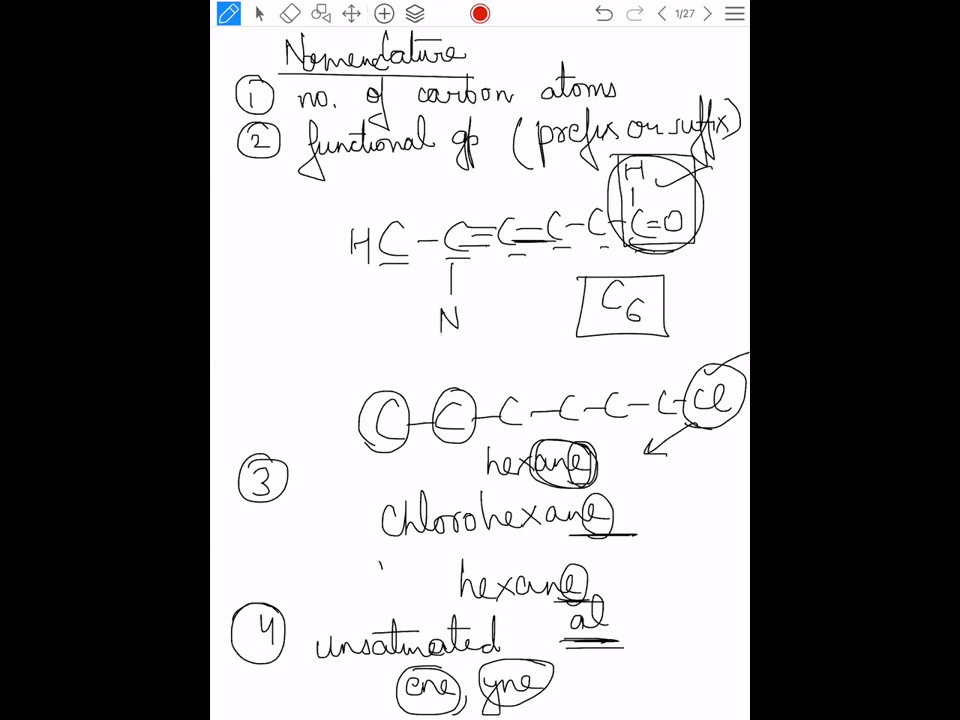 1/27
Nomenclature
① no. of carbon atoms
② functional gp (prefix or suffix)
H
HC – C ≡ C = C – C – C = O
N
C6
C – C – C – C – C – C – Cl
hexane
③
chlorohexane
hexane
al
④ unsaturated
ene, yne